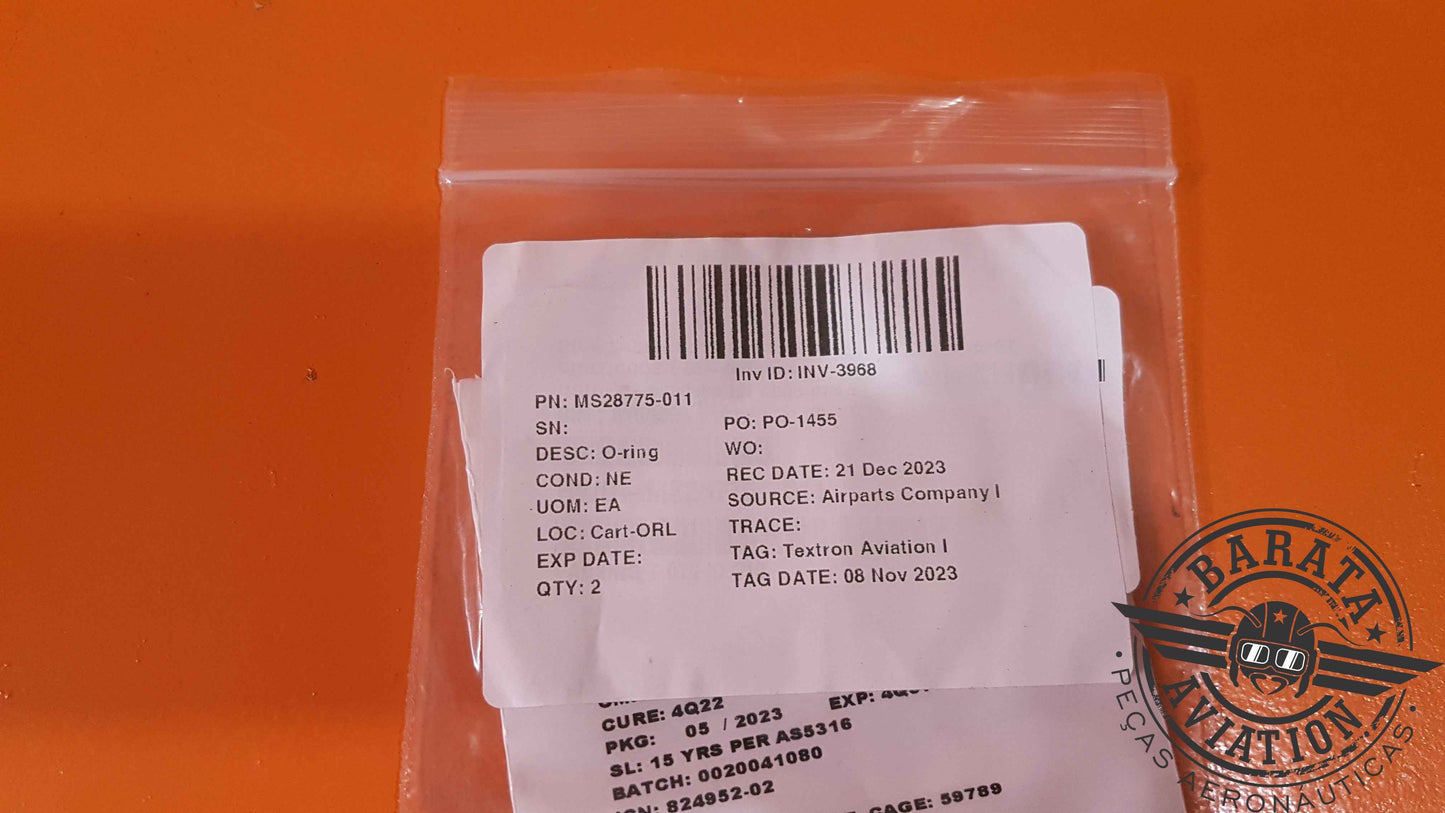 Inv ID: INV-3968
PN: MS28775-011
SN:
DESC: O-ring
COND: NE
UOM: EA
LOC: Cart-ORL
EXP DATE:
QTY: 2
PO: PO-1455
WO:
REC DATE: 21 Dec 2023
SOURCE: Airparts Company I
TRACE:
TAG: Textron Aviation I
TAG DATE: 08 Nov 2023
CURE: 4Q22 EXP:
PKG: 05 / 2023
SL: 15 YRS PER AS5316
BATCH: 0020041080
824952-02
CAGE: 59789
BARATA
AVIATION
PEÇAS AERONÁUTICAS